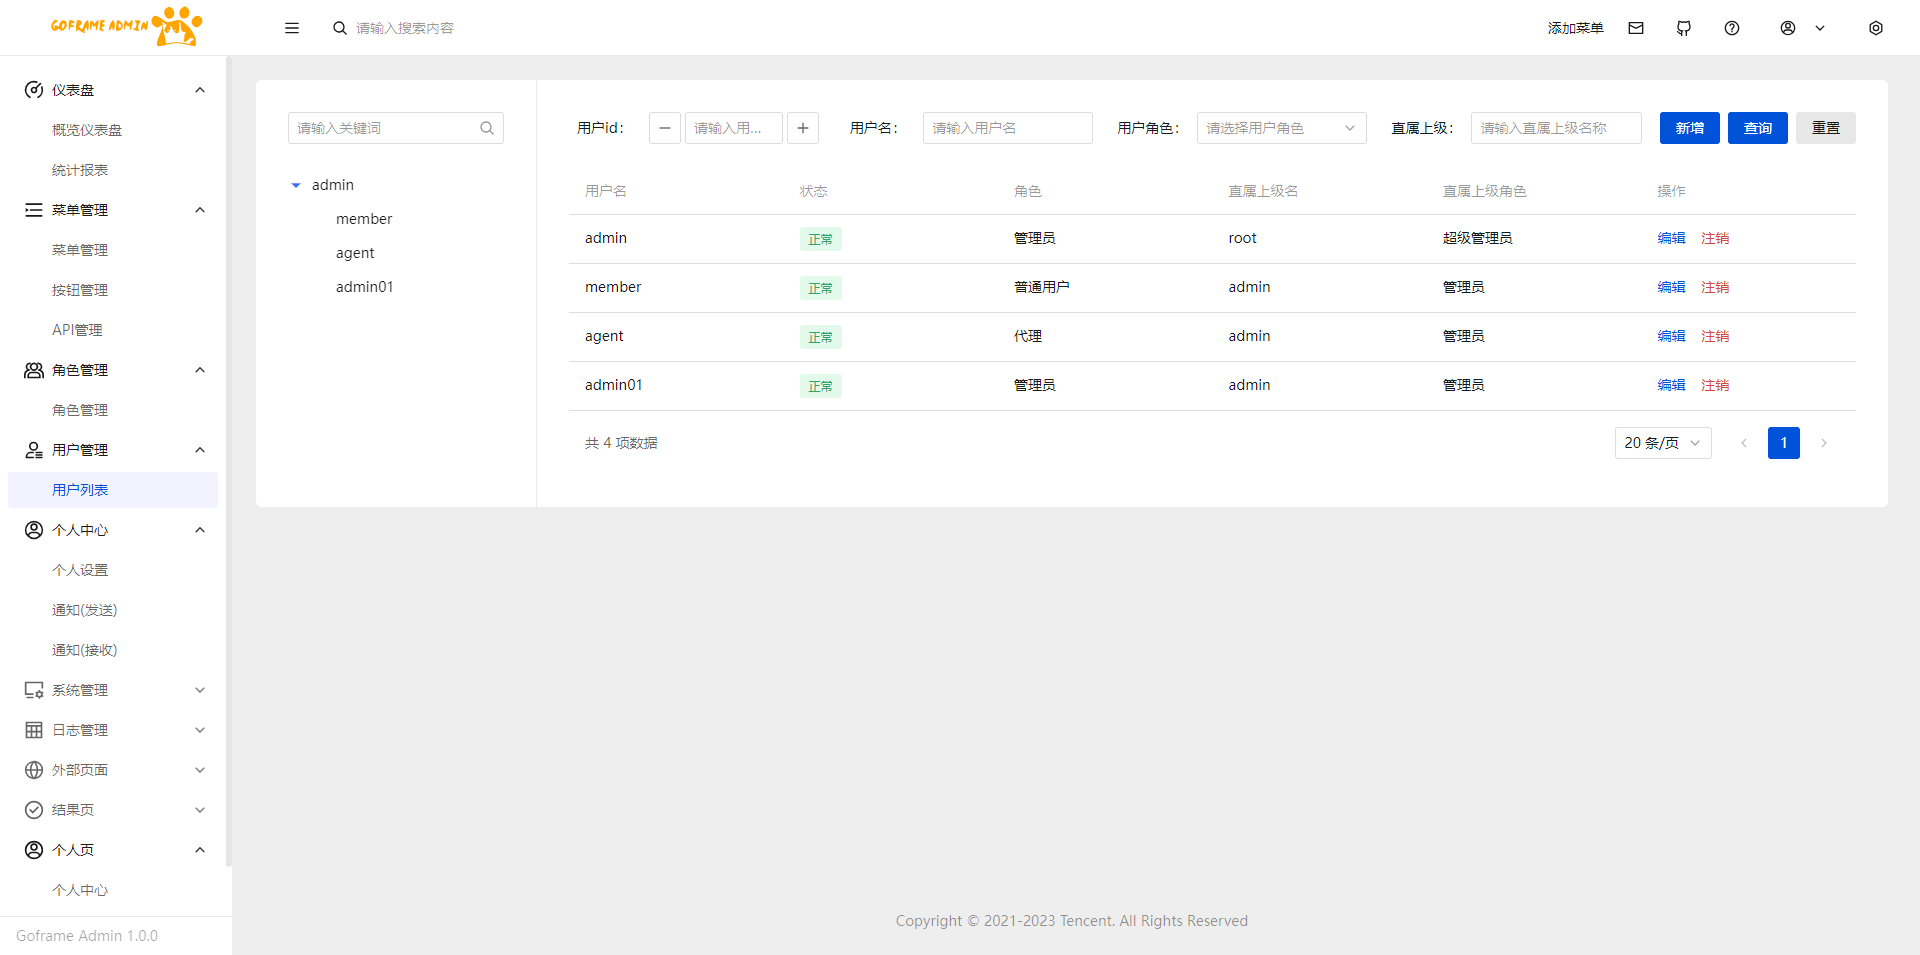 GOFRAME ADMIN
请输入搜索内容
添加菜单
仪表盘
概览仪表盘
统计报表
菜单管理
菜单管理
按钮管理
API管理
角色管理
角色管理
用户管理
用户列表
个人中心
个人设置
通知(发送)
通知(接收)
系统管理
日志管理
外部页面
结果页
个人页
个人中心
Goframe Admin 1.0.0
请输入关键词
admin
member
agent
admin01
用户id： 请输入用... 用户名： 请输入用户名 用户角色： 请选择用户角色 直属上级： 请输入直属上级名称 新增 查询 重置
用户名 状态 角色 直属上级名 直属上级角色 操作
admin 正常 管理员 root 超级管理员 编辑 注销
member 正常 普通用户 admin 管理员 编辑 注销
agent 正常 代理 admin 管理员 编辑 注销
admin01 正常 管理员 admin 管理员 编辑 注销
共 4 项数据 20 条/页 1
Copyright © 2021-2023 Tencent. All Rights Reserved